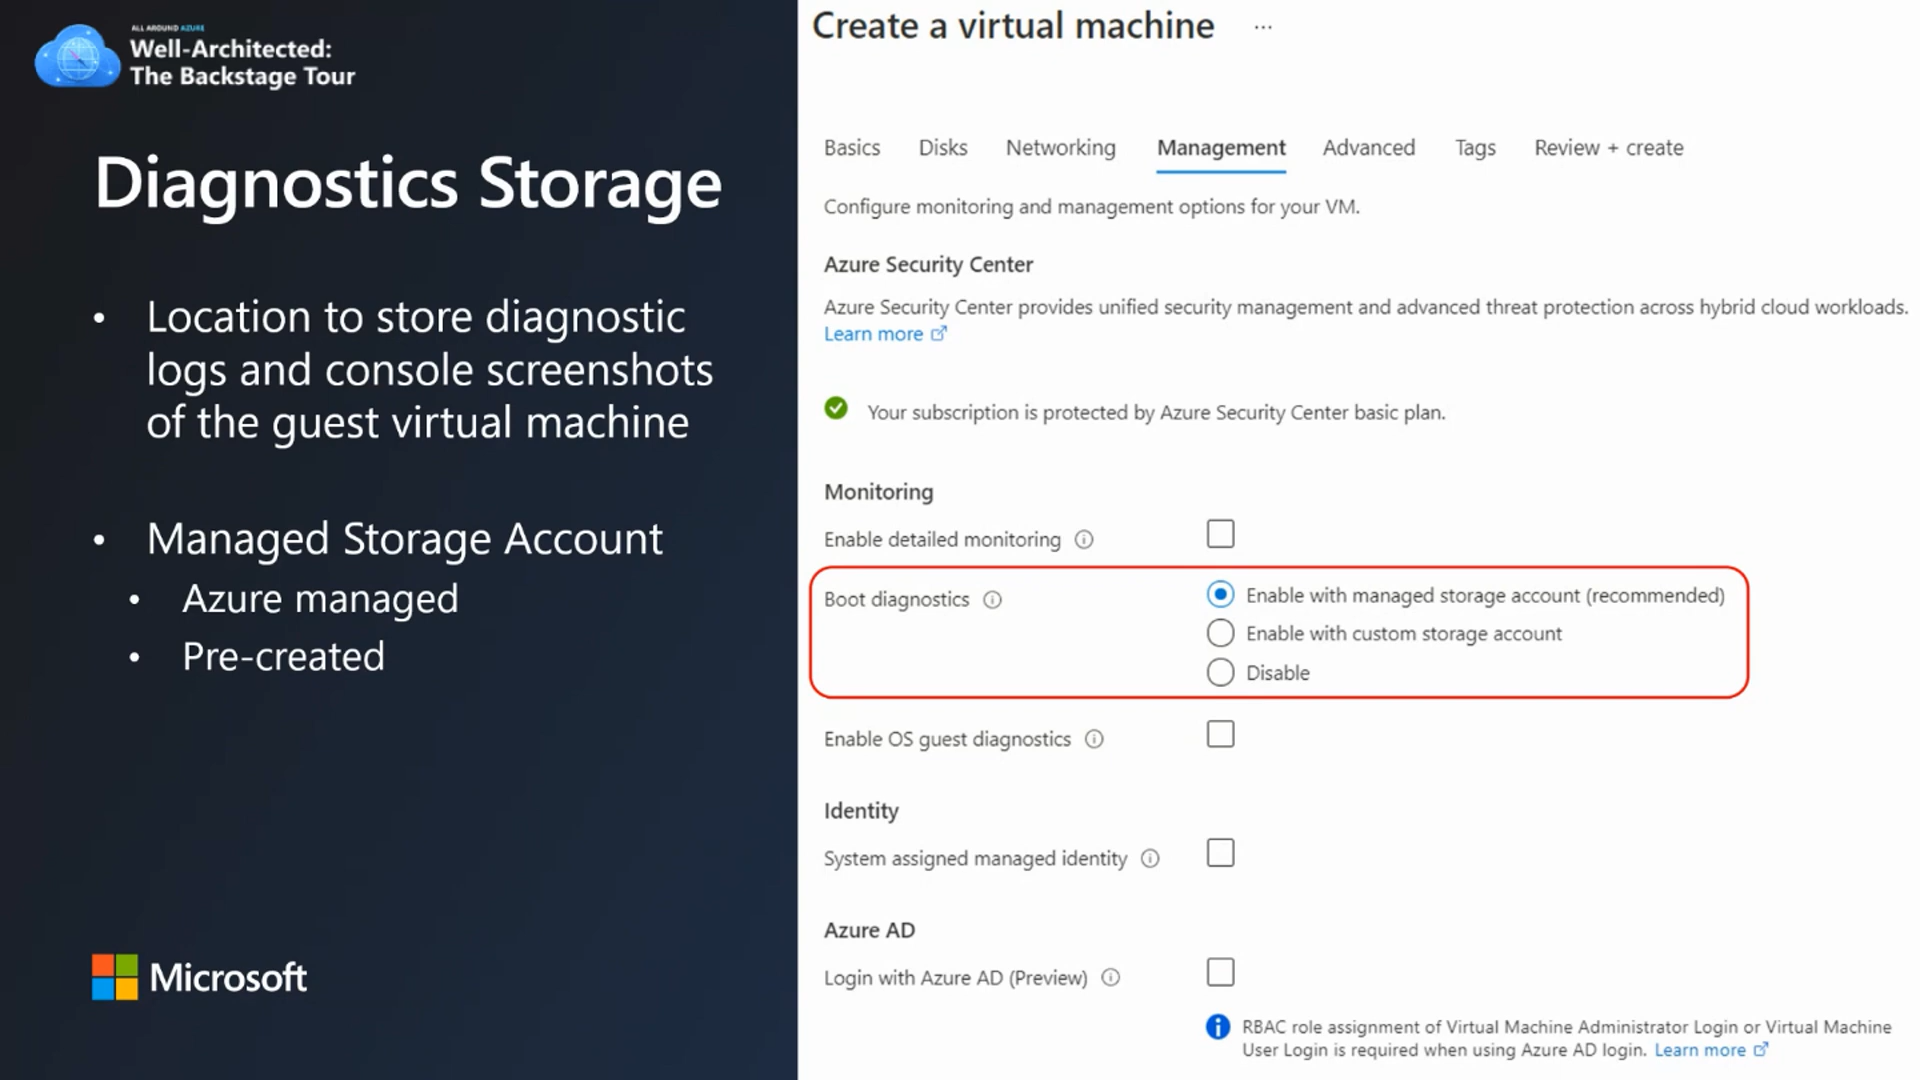 ALL AROUND AZURE
Well-Architected:
The Backstage Tour
Diagnostics Storage
• Location to store diagnostic
logs and console screenshots
of the guest virtual machine
• Managed Storage Account
• Azure managed
• Pre-created
Microsoft
Create a virtual machine ...
Basics Disks Networking Management Advanced Tags Review + create
Configure monitoring and management options for your VM.
Azure Security Center
Azure Security Center provides unified security management and advanced threat protection across hybrid cloud workloads.
Learn more
Your subscription is protected by Azure Security Center basic plan.
Monitoring
Enable detailed monitoring
Boot diagnostics
Enable with managed storage account (recommended)
Enable with custom storage account
Disable
Enable OS guest diagnostics
Identity
System assigned managed identity
Azure AD
Login with Azure AD (Preview)
RBAC role assignment of Virtual Machine Administrator Login or Virtual Machine
User Login is required when using Azure AD login. Learn more